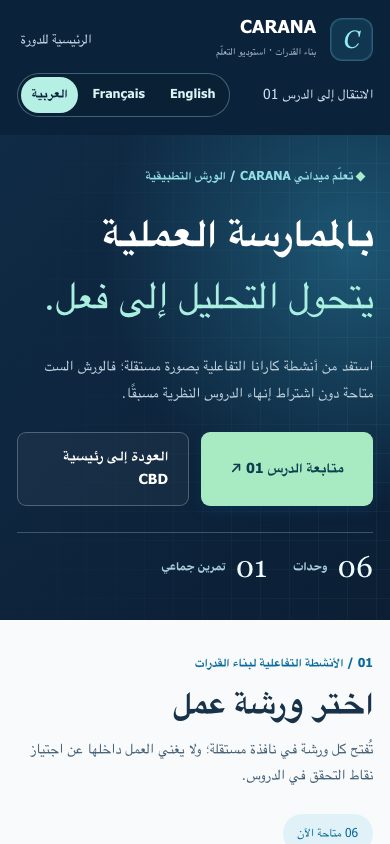 C
CARANA
بناء القدرات · استوديو التعلّم
الرئيسية للدورة
الانتقال إلى الدرس 01
English
Français
العربية
تعلّم ميداني CARANA / الورش التطبيقية
بالممارسة العملية
يتحول التحليل إلى فعل.
استفد من أنشطة كارانا التفاعلية بصورة مستقلة؛ فالورش الست
متاحة دون اشتراط إنهاء الدروس النظرية مسبقًا.
متابعة الدرس 01 ↗
العودة إلى رئيسية
CBD
06 وحدات
01 تمرين جماعي
01 / الأنشطة التفاعلية لبناء القدرات
اختر ورشة عمل
تُفتح كل ورشة في نافذة مستقلة؛ ولا يغني العمل داخلها عن اجتياز
نقاط التحقق في الدروس.
06 متاحة الآن